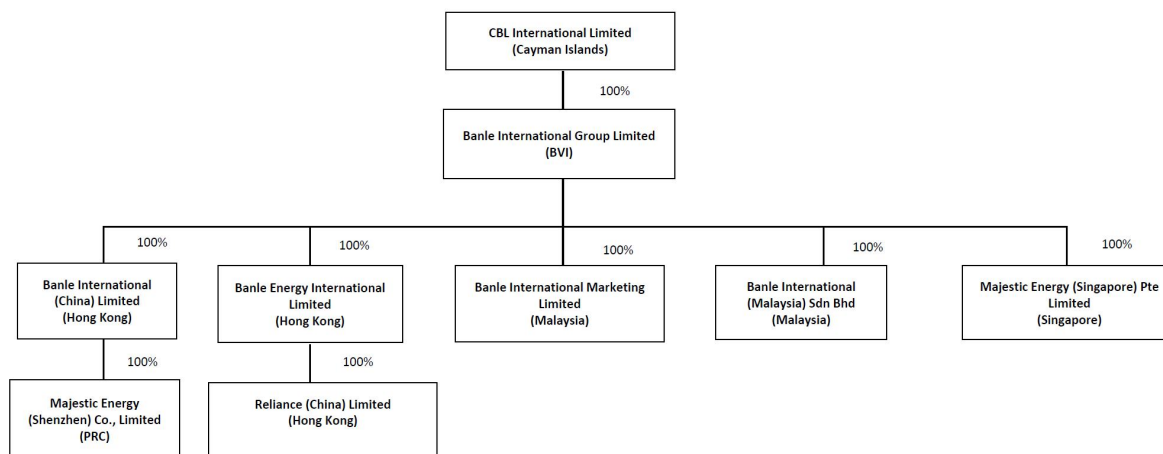 CBL International Limited
(Cayman Islands)
100%
Banle International Group Limited
(BVI)
100%
100%
100%
100%
100%
Banle International
(China) Limited
(Hong Kong)
Banle Energy International
Limited
(Hong Kong)
Banle International Marketing
Limited
(Malaysia)
Banle International
(Malaysia) Sdn Bhd
(Malaysia)
Majestic Energy (Singapore) Pte
Limited
(Singapore)
100%
100%
Majestic Energy
(Shenzhen) Co., Limited
(PRC)
Reliance (China) Limited
(Hong Kong)